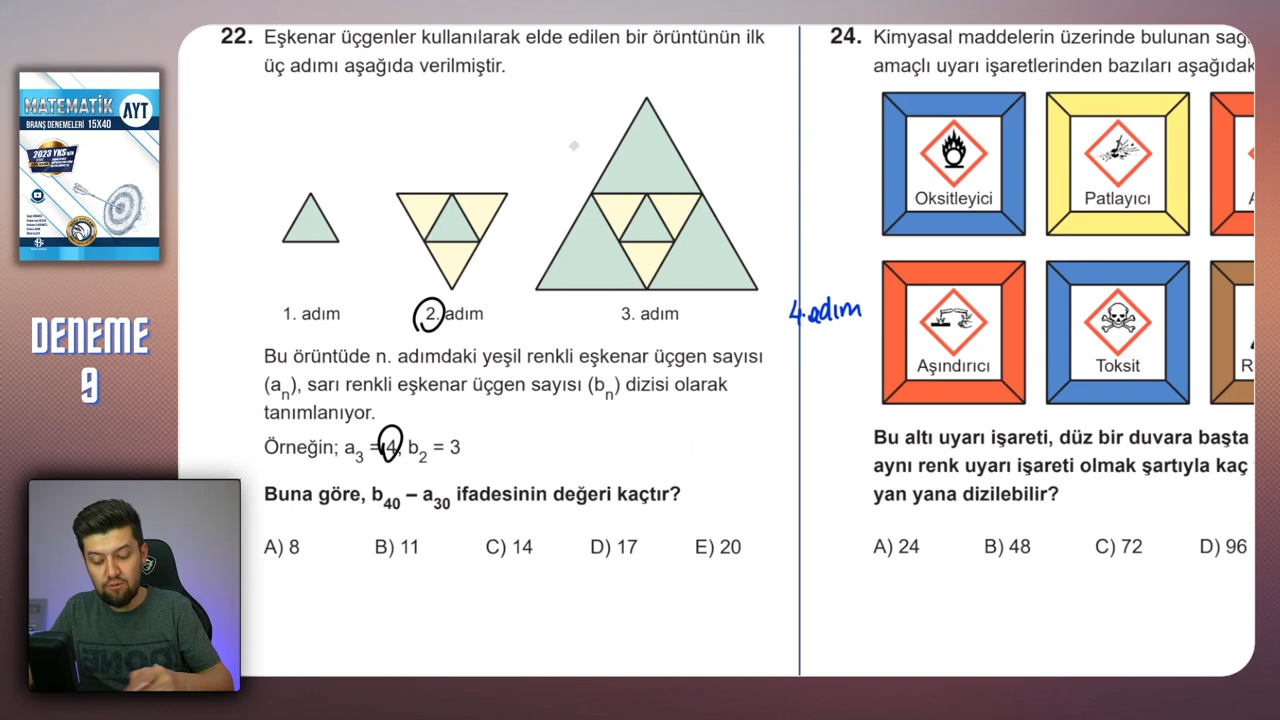 MATEMATİK AYT
BRANŞ DENEMELERİ 15X40
2023 YKS'NİN
DENEME
9
22. Eşkenar üçgenler kullanılarak elde edilen bir örüntünün ilk
üç adımı aşağıda verilmiştir.
1. adım
2. adım
3. adım
4. adım
Bu örüntüde n. adımdaki yeşil renkli eşkenar üçgen sayısı
(aₙ), sarı renkli eşkenar üçgen sayısı (bₙ) dizisi olarak
tanımlanıyor.
Örneğin; a₃ = 4, b₂ = 3
Buna göre, b₄₀ – a₃₀ ifadesinin değeri kaçtır?
A) 8 B) 11 C) 14 D) 17 E) 20
24. Kimyasal maddelerin üzerinde bulunan sağ
amaçlı uyarı işaretlerinden bazıları aşağıdak
Oksitleyici
Patlayıcı
A
Aşındırıcı
Toksit
R
Bu altı uyarı işareti, düz bir duvara başta
aynı renk uyarı işareti olmak şartıyla kaç
yan yana dizilebilir?
A) 24 B) 48 C) 72 D) 96